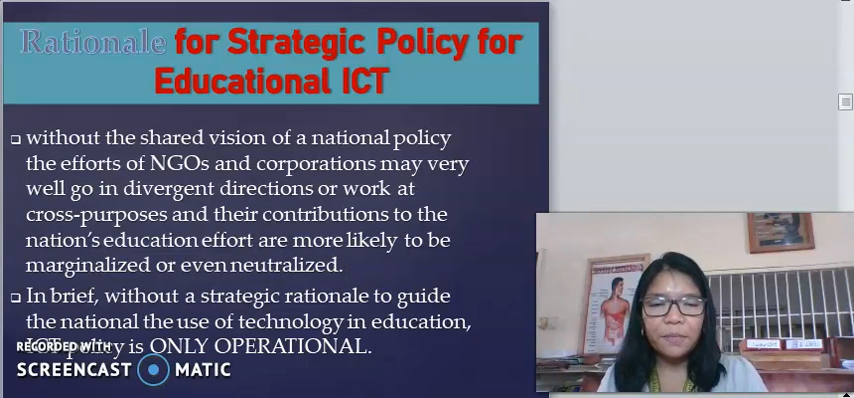 Rationale for Strategic Policy for
Educational ICT
without the shared vision of a national policy
the efforts of NGOs and corporations may very
well go in divergent directions or work at
cross-purposes and their contributions to the
nation's education effort are more likely to be
marginalized or even neutralized.
In brief, without a strategic rationale to guide
the national the use of technology in education,
policy is ONLY OPERATIONAL.
RECORDED WITH
SCREENCAST MATIC